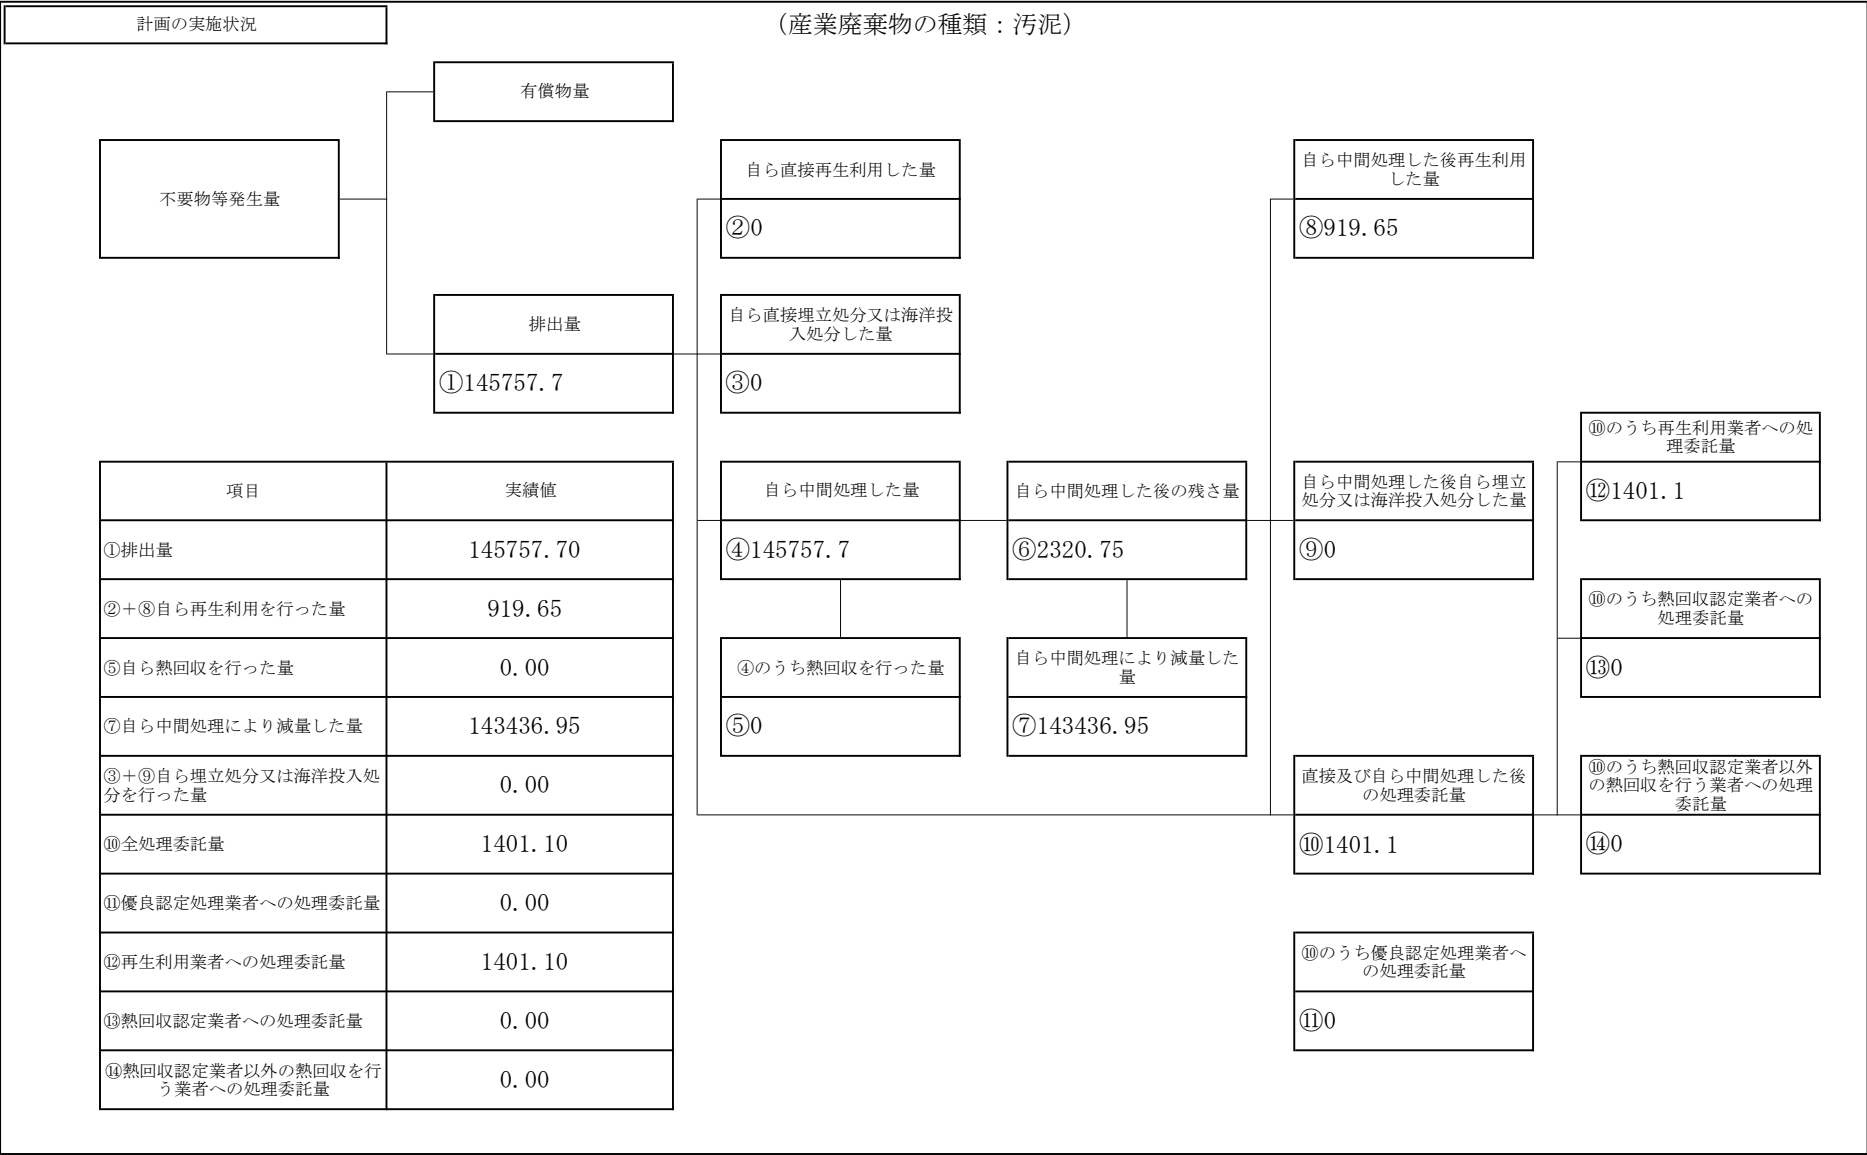 計画の実施状況
（産業廃棄物の種類：汚泥）
有償物量
不要物等発生量
自ら直接再生利用した量
②0
自ら中間処理した後再生利用
した量
⑧919.65
排出量
①145757.7
自ら直接埋立処分又は海洋投
入処分した量
③0
⑩のうち再生利用業者への処
理委託量
⑫1401.1
自ら中間処理した量
④145757.7
自ら中間処理した後の残さ量
⑥2320.75
自ら中間処理した後自ら埋立
処分又は海洋投入処分した量
⑨0
⑩のうち熱回収認定業者への
処理委託量
⑬0
④のうち熱回収を行った量
⑤0
自ら中間処理により減量した
量
⑦143436.95
直接及び自ら中間処理した後
の処理委託量
⑩1401.1
⑩のうち熱回収認定業者以外
の熱回収を行う業者への処理
委託量
⑭0
⑩のうち優良認定処理業者へ
の処理委託量
⑪0
項目 実績値
①排出量 145757.70
②＋⑧自ら再生利用を行った量 919.65
⑤自ら熱回収を行った量 0.00
⑦自ら中間処理により減量した量 143436.95
③＋⑨自ら埋立処分又は海洋投入処
分を行った量 0.00
⑩全処理委託量 1401.10
⑪優良認定処理業者への処理委託量 0.00
⑫再生利用業者への処理委託量 1401.10
⑬熱回収認定業者への処理委託量 0.00
⑭熱回収認定業者以外の熱回収を行
う業者への処理委託量 0.00